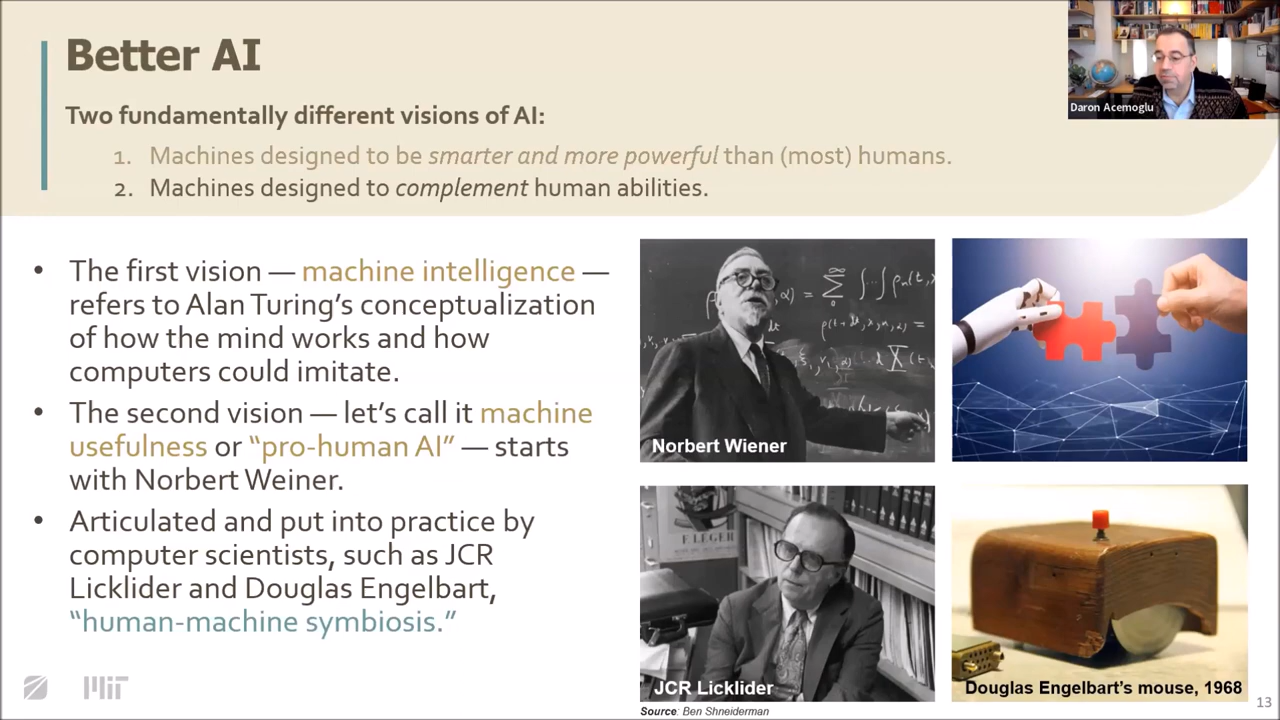 Better AI
Two fundamentally different visions of AI:
1. Machines designed to be smarter and more powerful than (most) humans.
2. Machines designed to complement human abilities.
Daron Acemoglu
• The first vision — machine intelligence —
refers to Alan Turing’s conceptualization
of how the mind works and how
computers could imitate.
• The second vision — let’s call it machine
usefulness or “pro-human AI” — starts
with Norbert Weiner.
• Articulated and put into practice by
computer scientists, such as JCR
Licklider and Douglas Engelbart,
“human-machine symbiosis.”
Norbert Wiener
F. LEGER
JCR Licklider
Douglas Engelbart’s mouse, 1968
Source: Ben Shneiderman
MIT
13